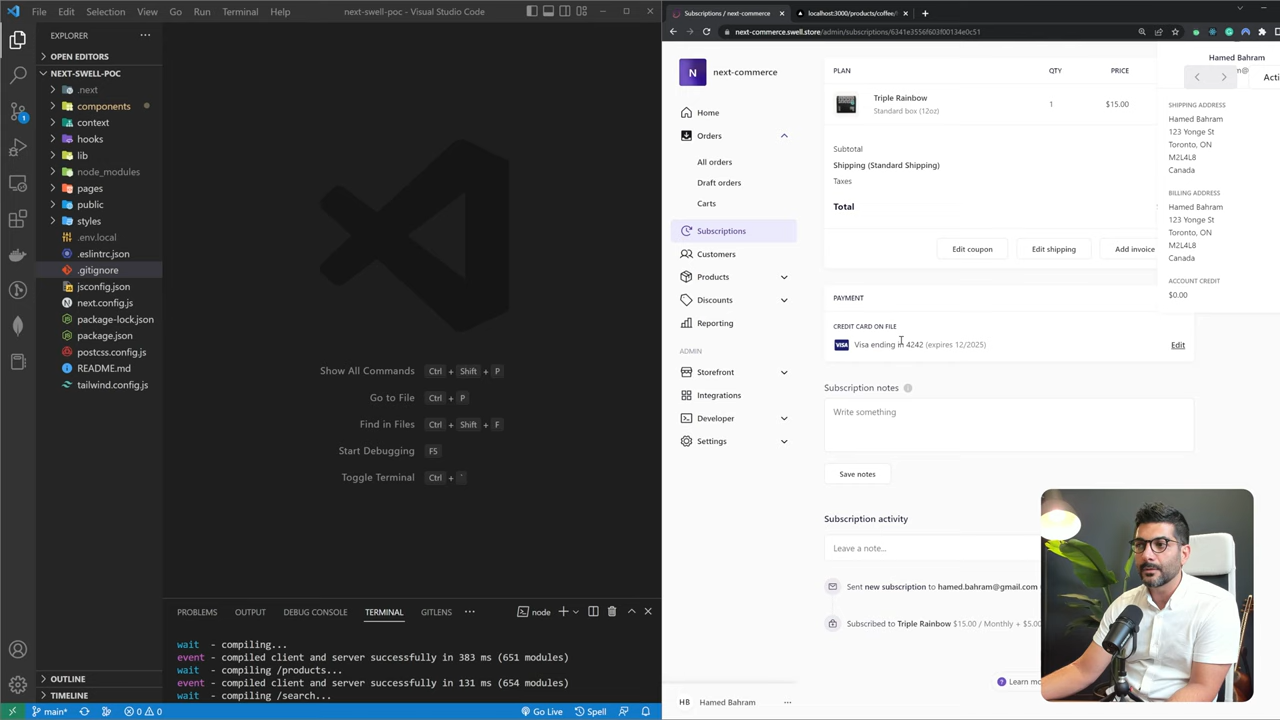 File Edit Selection View ···
EXPLORER ···
OPEN EDITORS
NEXT-SWELL-POC
.next
components
context
hooks
lib
node_modules
pages
public
styles
.env.local
.eslintrc.json
.gitignore
jsconfig.json
next.config.js
package-lock.json
package.json
postcss.config.js
README.md
tailwind.config.js
OUTLINE
TIMELINE
1
Show All Commands Ctrl + Shift + P
Go to File Ctrl + P
Find in Files Ctrl + Shift + F
Start Debugging F5
Toggle Terminal Ctrl + `
PROBLEMS OUTPUT DEBUG CONSOLE TERMINAL GITLENS ··· node
wait - compiling...
event - compiled client and server successfully in 383 ms (651 modules)
wait - compiling /products...
event - compiled client and server successfully in 131 ms (654 modules)
wait - compiling /search...
main* 0 0 Go Live Spell
Subscriptions / next-commerce localhost:3000/products/coffee/
next-commerce.swell.store/admin/subscriptions/6341e3556f603f00134e0c51
N next-commerce
Home
Orders
All orders
Draft orders
Carts
Subscriptions
Customers
Products
Discounts
Reporting
ADMIN
Storefront
Integrations
Developer
Settings
HB Hamed Bahram ···
PLAN QTY PRICE
Triple Rainbow 1 $15.00
Standard box (12oz)
Subtotal
Shipping (Standard Shipping)
Taxes
Total
Edit coupon Edit shipping Add invoice
PAYMENT
CREDIT CARD ON FILE
VISA Visa ending in 4242 (expires 12/2025) Edit
Subscription notes
Write something
Save notes
Subscription activity
Leave a note...
Sent new subscription to hamed.bahram@gmail.com
Subscribed to Triple Rainbow $15.00 / Monthly + $5.00
Learn mo
Hamed Bahram
Acti
SHIPPING ADDRESS
Hamed Bahram
123 Yonge St
Toronto, ON
M2L4L8
Canada
BILLING ADDRESS
Hamed Bahram
123 Yonge St
Toronto, ON
M2L4L8
Canada
ACCOUNT CREDIT
$0.00